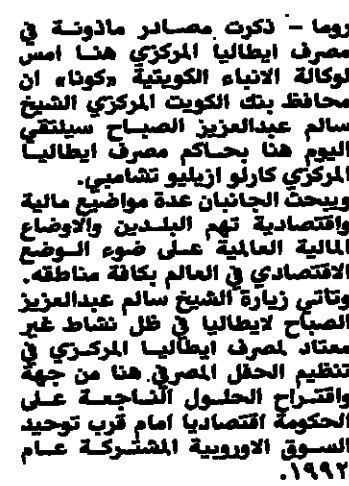 روما - ذكرت مصادر ماذونة في
مصرف ايطاليا المركزي هنا امس
لوكالة الانباء الكويتية «كونا» ان
محافظ بنك الكويت المركزي الشيخ
سالم عبدالعزيز الصباح سيلتقي
اليوم هنا بحاكم مصرف ايطاليا
المركزي كارلو ازيليو تشامبي.
ويبحث الجانبان عدة مواضيع مالية
واقتصادية تهم البلدين والاوضاع
المالية العالمية على ضوء الوضع
الاقتصادي في العالم بكافة مناطقه.
وتأتي زيارة الشيخ سالم عبدالعزيز
الصباح لايطاليا في ظل نشاط غير
معتاد لمصرف ايطاليا المركزي في
تنظيم الحقل المصرفي هنا من جهة
واقتراح الحلول الناجعة على
الحكومة اقتصاديا امام قرب توحيد
السوق الاوروبية المشتركة عام
١٩٩٢.